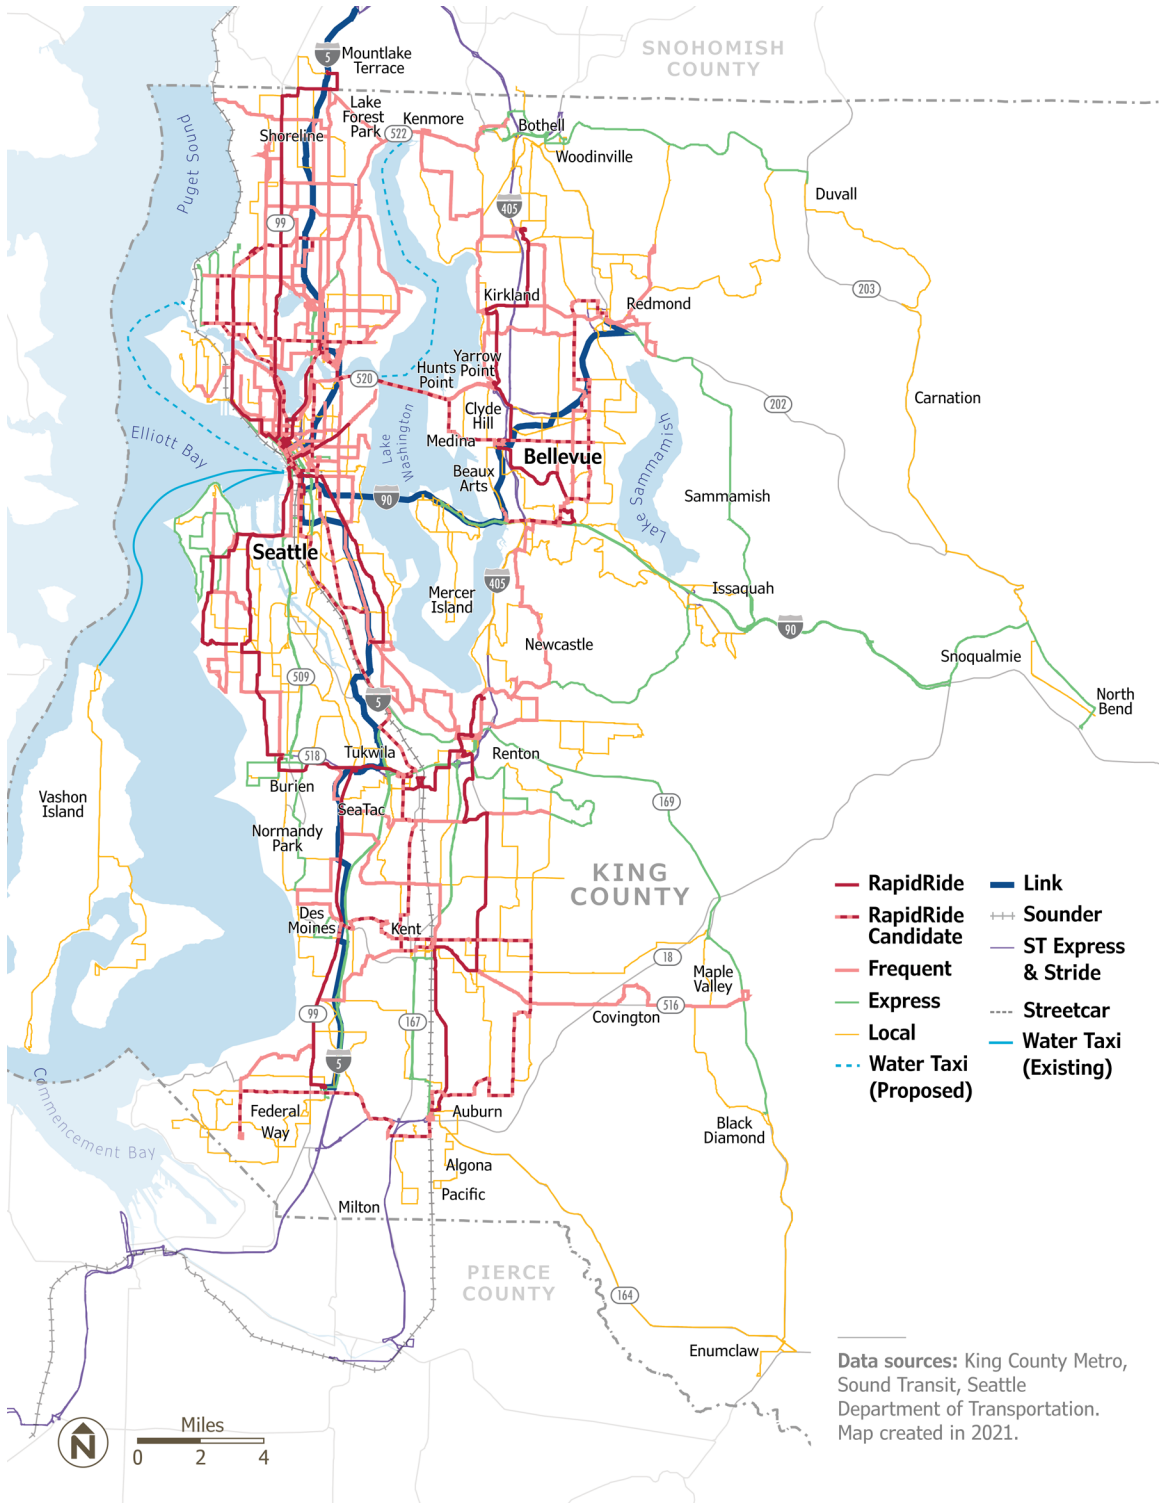 SNOHOMISH
COUNTY
5
Mountlake
Terrace
Lake
Forest
Park
Kenmore
522
Shoreline
Bothell
Woodinville
Puget Sound
Duvall
405
99
203
Kirkland
Redmond
Yarrow
Point
Hunts
Point
520
Carnation
202
Clyde
Hill
Medina
Elliott Bay
Lake
Washington
Bellevue
Beaux
Arts
Lake Sammamish
Sammamish
90
Seattle
405
Mercer
Island
Issaquah
90
Newcastle
Snoqualmie
509
5
North
Bend
518
Tukwila
Renton
Burien
169
Vashon
Island
SeaTac
Normandy
Park
KING
COUNTY
Des
Moines
Kent
18
Maple
Valley
99
167
Covington
516
5
Commencement Bay
Federal
Way
Auburn
Black
Diamond
Algona
Pacific
Milton
PIERCE
COUNTY
164
Enumclaw
RapidRide
RapidRide
Candidate
Frequent
Express
Local
Water Taxi
(Proposed)
Link
Sounder
ST Express
& Stride
Streetcar
Water Taxi
(Existing)
Data sources: King County Metro,
Sound Transit, Seattle
Department of Transportation.
Map created in 2021.
N
Miles
0 2 4